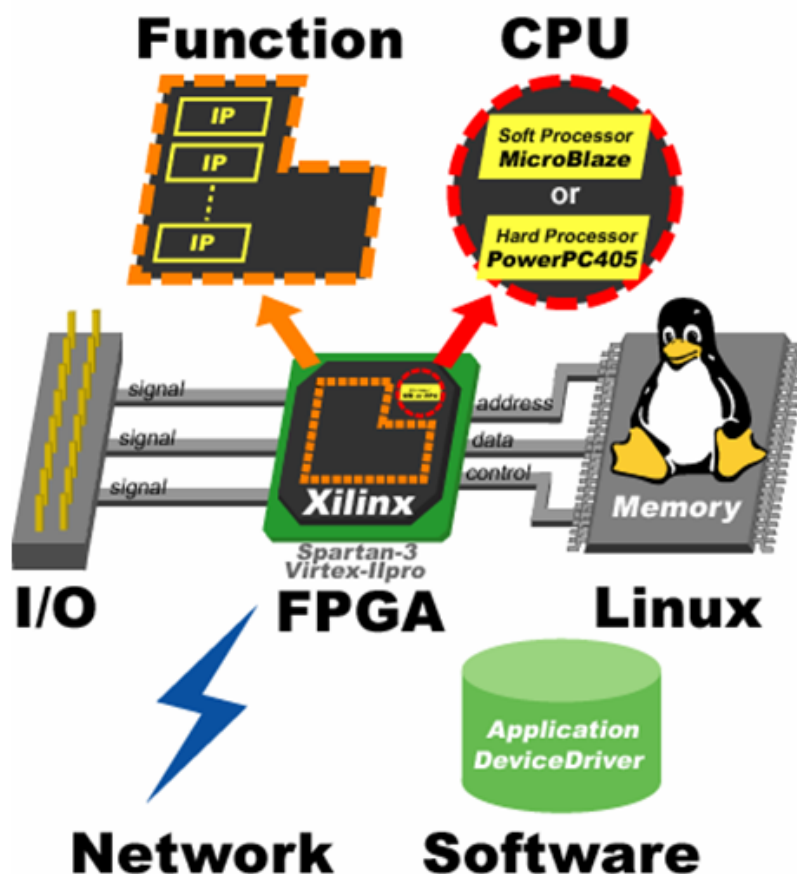 Function
CPU
IP
IP
IP
Soft Processor
MicroBlaze
or
Hard Processor
PowerPC405
signal
signal
signal
address
data
control
Xilinx
Memory
Spartan-3
Virtex-IIpro
I/O
FPGA
Linux
Application
DeviceDriver
Network
Software